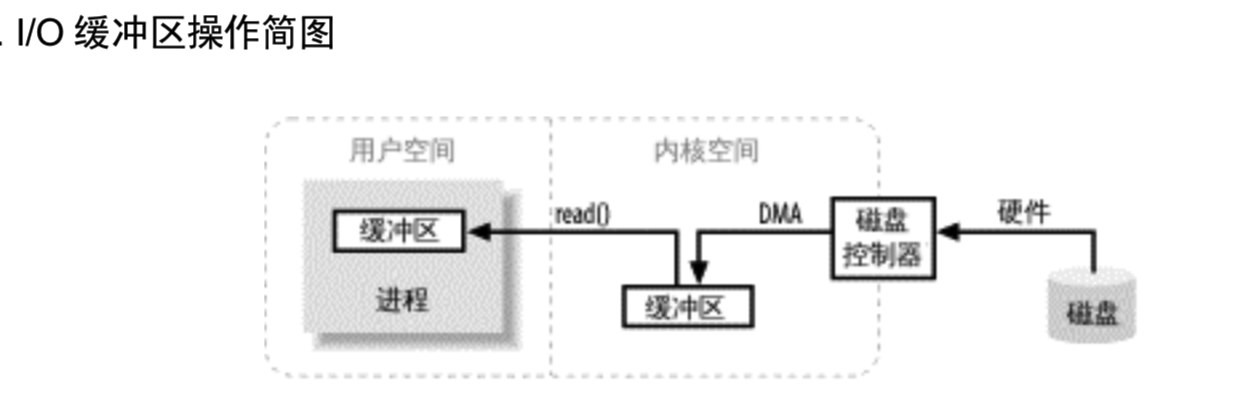 . I/O 缓冲区操作简图
用户空间
内核空间
缓冲区
进程
read()
DMA
缓冲区
磁盘
控制器
硬件
磁盘